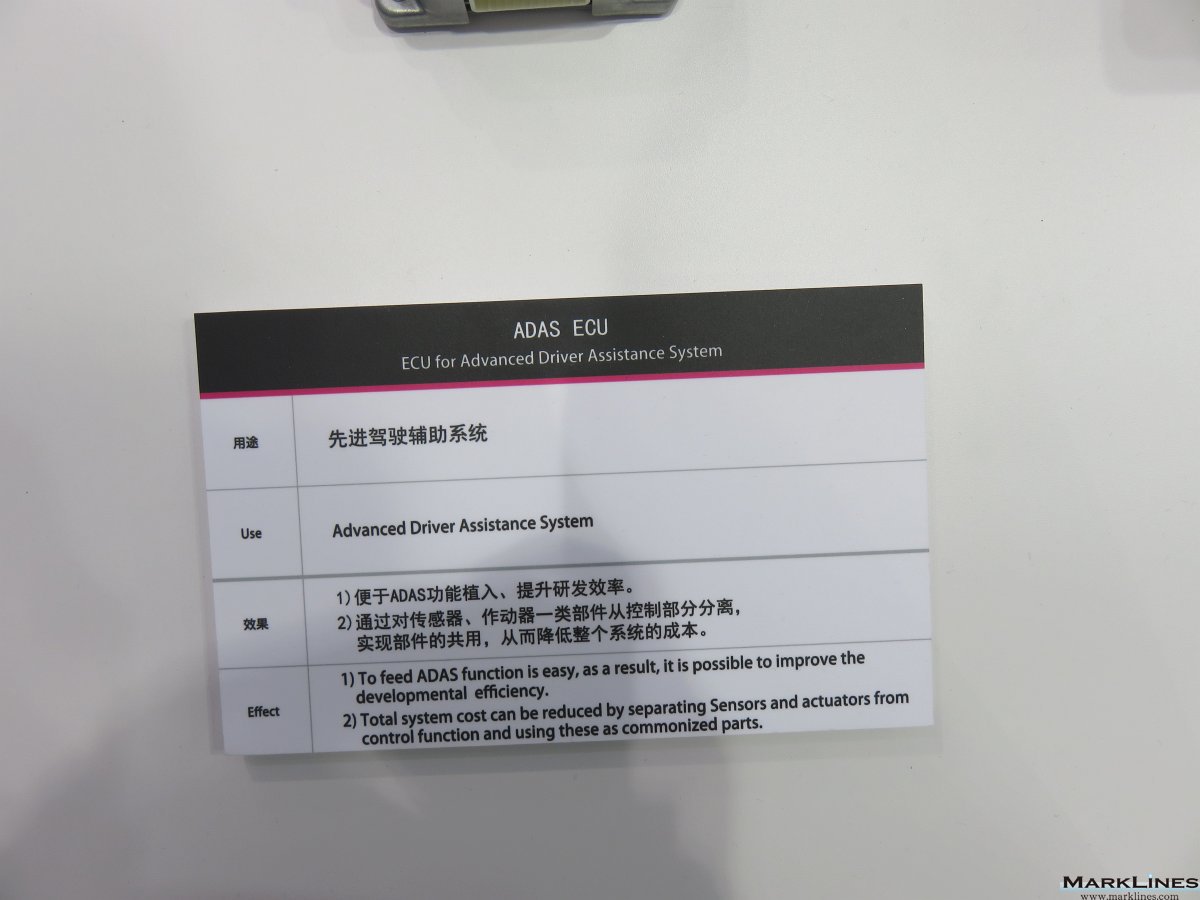 ADAS ECU
ECU for Advanced Driver Assistance System
用途
先进驾驶辅助系统
Use
Advanced Driver Assistance System
效果
1)便于ADAS功能植入、提升研发效率。
2)通过对传感器、作动器一类部件从控制部分分离，
实现部件的共用，从而降低整个系统的成本。
Effect
1) To feed ADAS function is easy, as a result, it is possible to improve the
developmental efficiency.
2) Total system cost can be reduced by separating Sensors and actuators from
control function and using these as commonized parts.
MARKLINES
www.marklines.com